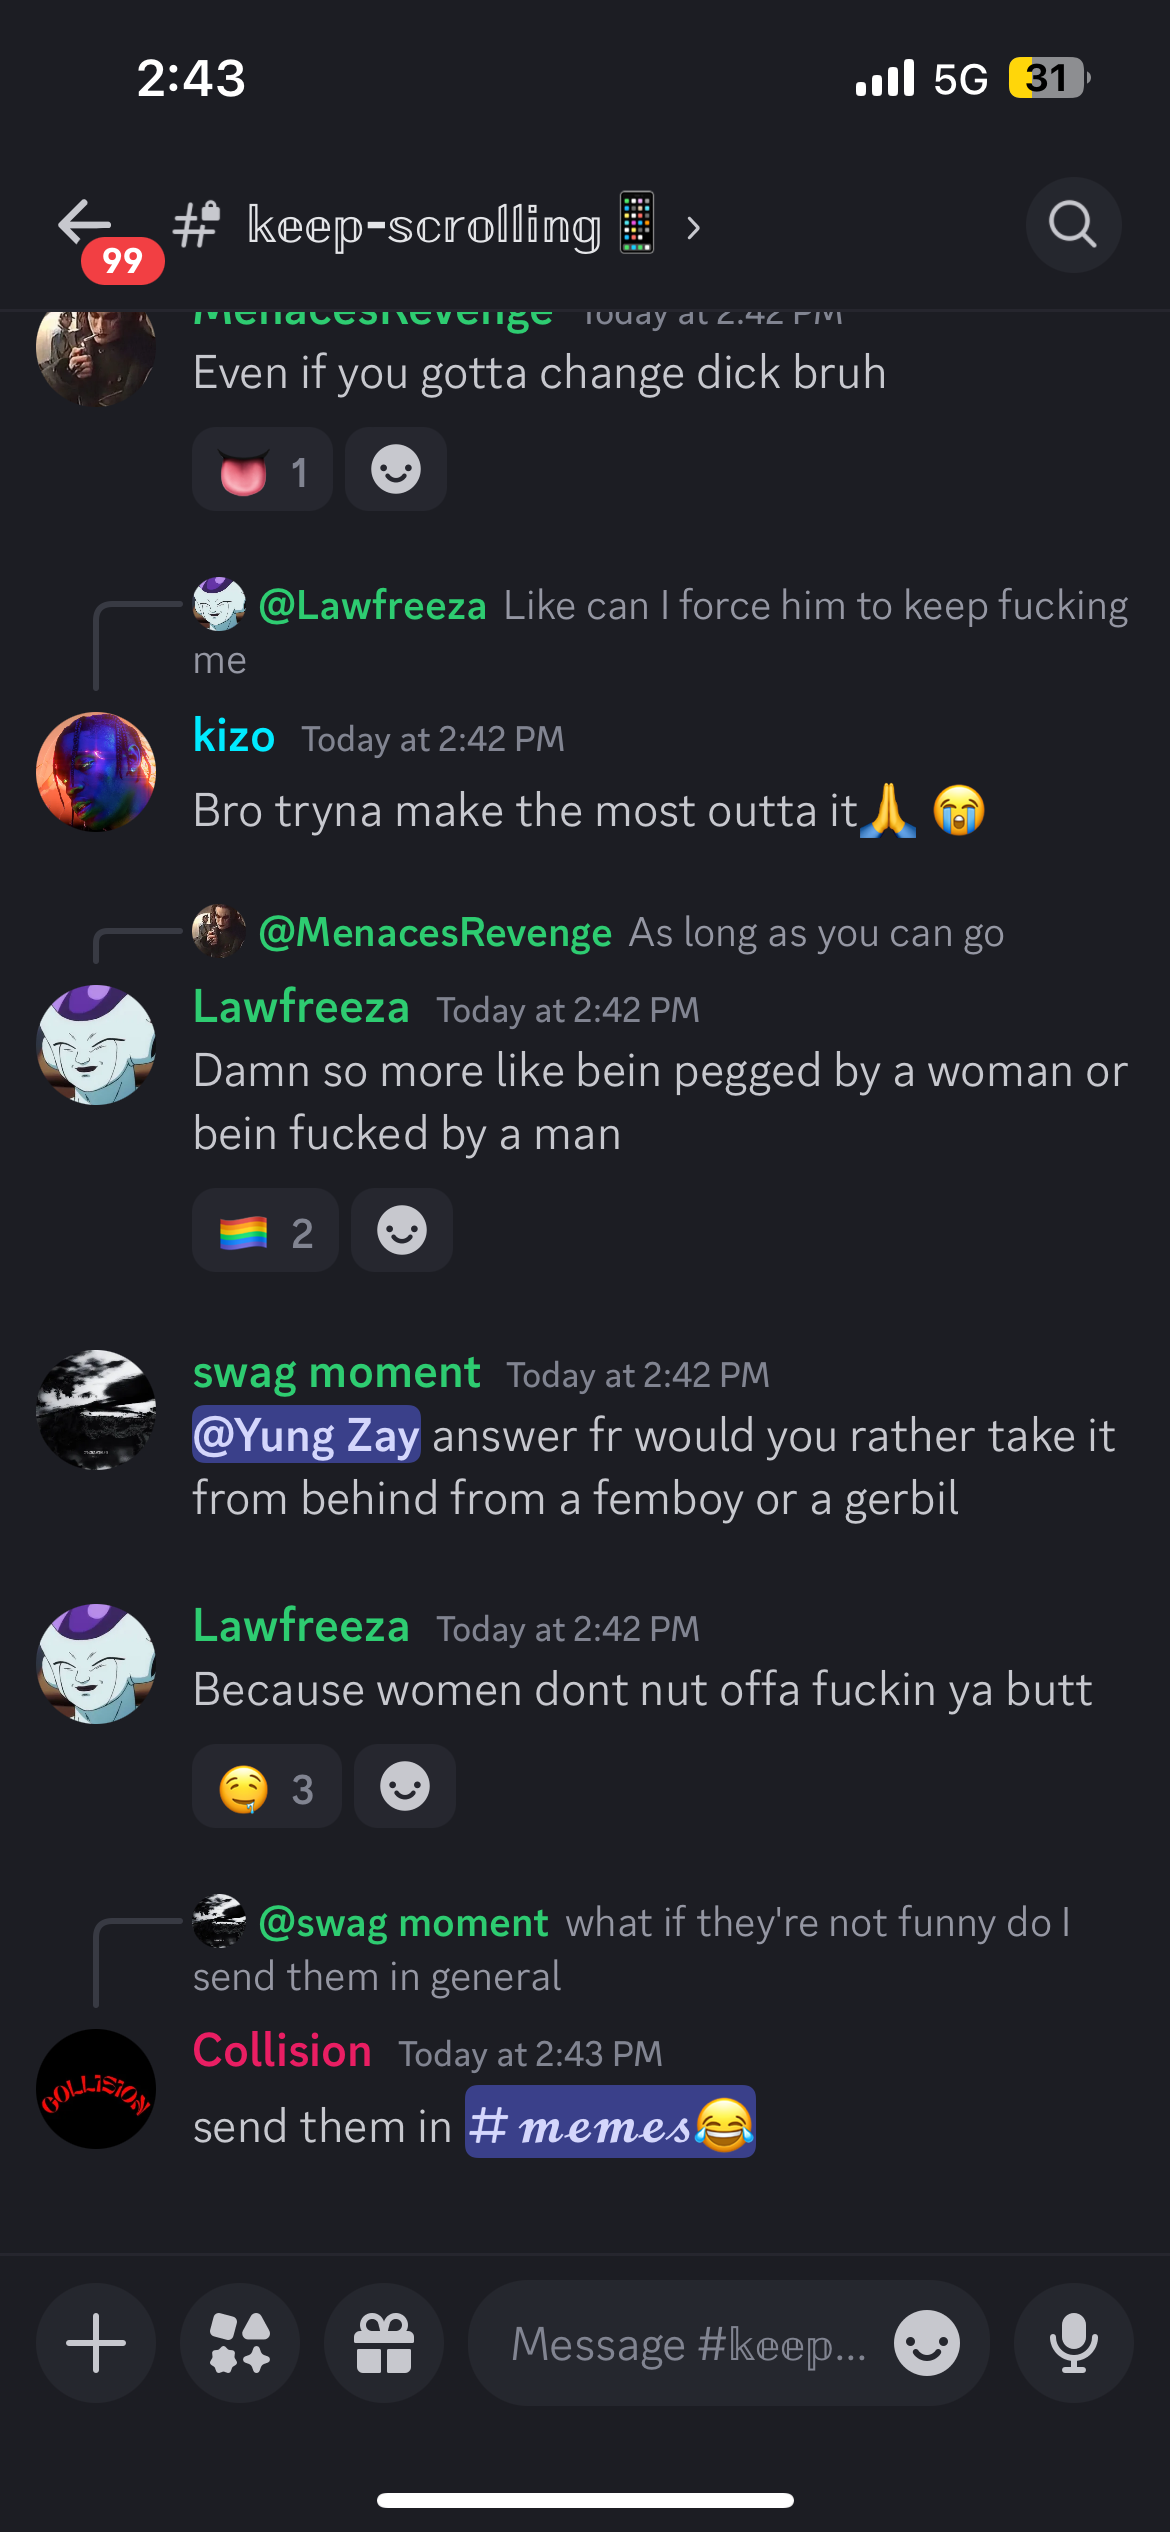 2:43
5G 31
keep-scrolling📱 ›
99
MenacesRevenge Today at 2:42 PM
Even if you gotta change dick bruh
👅 1
@Lawfreeza Like can I force him to keep fucking
me
kizo Today at 2:42 PM
Bro tryna make the most outta it🙏 😭
@MenacesRevenge As long as you can go
Lawfreeza Today at 2:42 PM
Damn so more like bein pegged by a woman or
bein fucked by a man
🏳️‍🌈 2
swag moment Today at 2:42 PM
@Yung Zay answer fr would you rather take it
from behind from a femboy or a gerbil
Lawfreeza Today at 2:42 PM
Because women dont nut offa fuckin ya butt
🤤 3
@swag moment what if they're not funny do I
send them in general
COLLISION
Collision Today at 2:43 PM
send them in # memes😂
Message #keep...